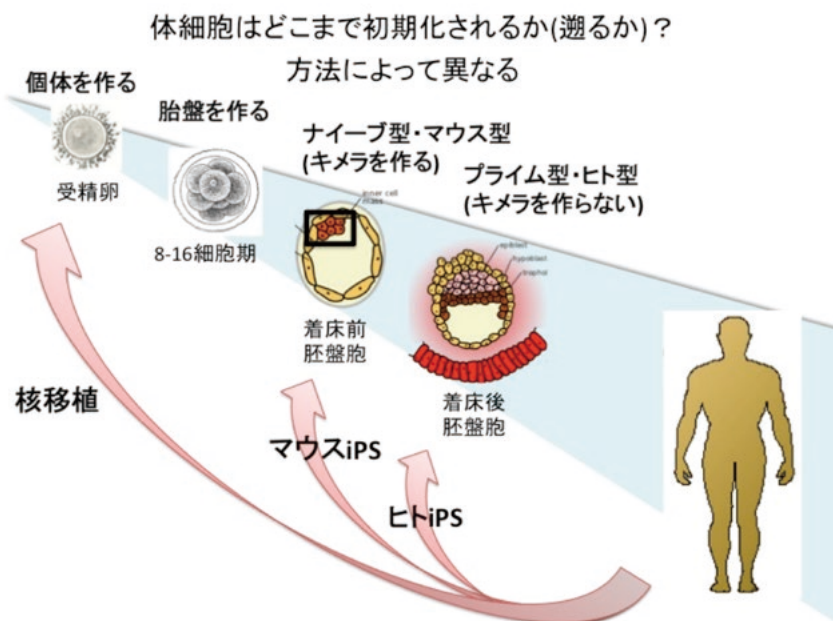 体細胞はどこまで初期化されるか(遡るか)？
方法によって異なる
個体を作る
受精卵
胎盤を作る
8-16細胞期
ナイーブ型・マウス型
(キメラを作る)
inner cell
mass
着床前
胚盤胞
プライム型・ヒト型
(キメラを作らない)
epiblast
hypoblast
着床後
胚盤胞
核移植
マウスiPS
ヒトiPS